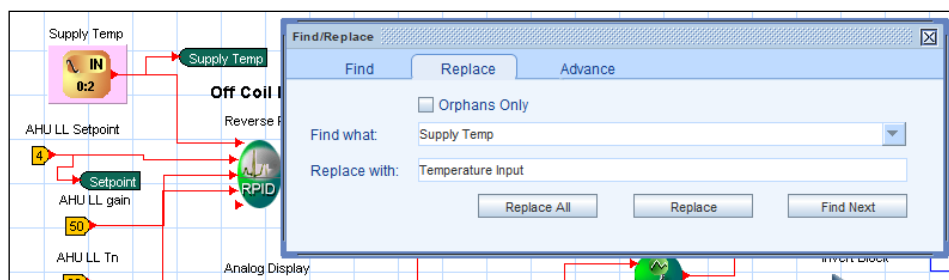 Supply Temp
IN
0:2
Supply Temp
Off Coil
Reverse
AHU LL Setpoint
4
Setpoint
RPID
AHU LL gain
50
AHU LL Tn
Analog Display
Invert Block
Find/Replace
Find
Replace
Advance
Orphans Only
Find what:
Supply Temp
Replace with:
Temperature Input
Replace All
Replace
Find Next